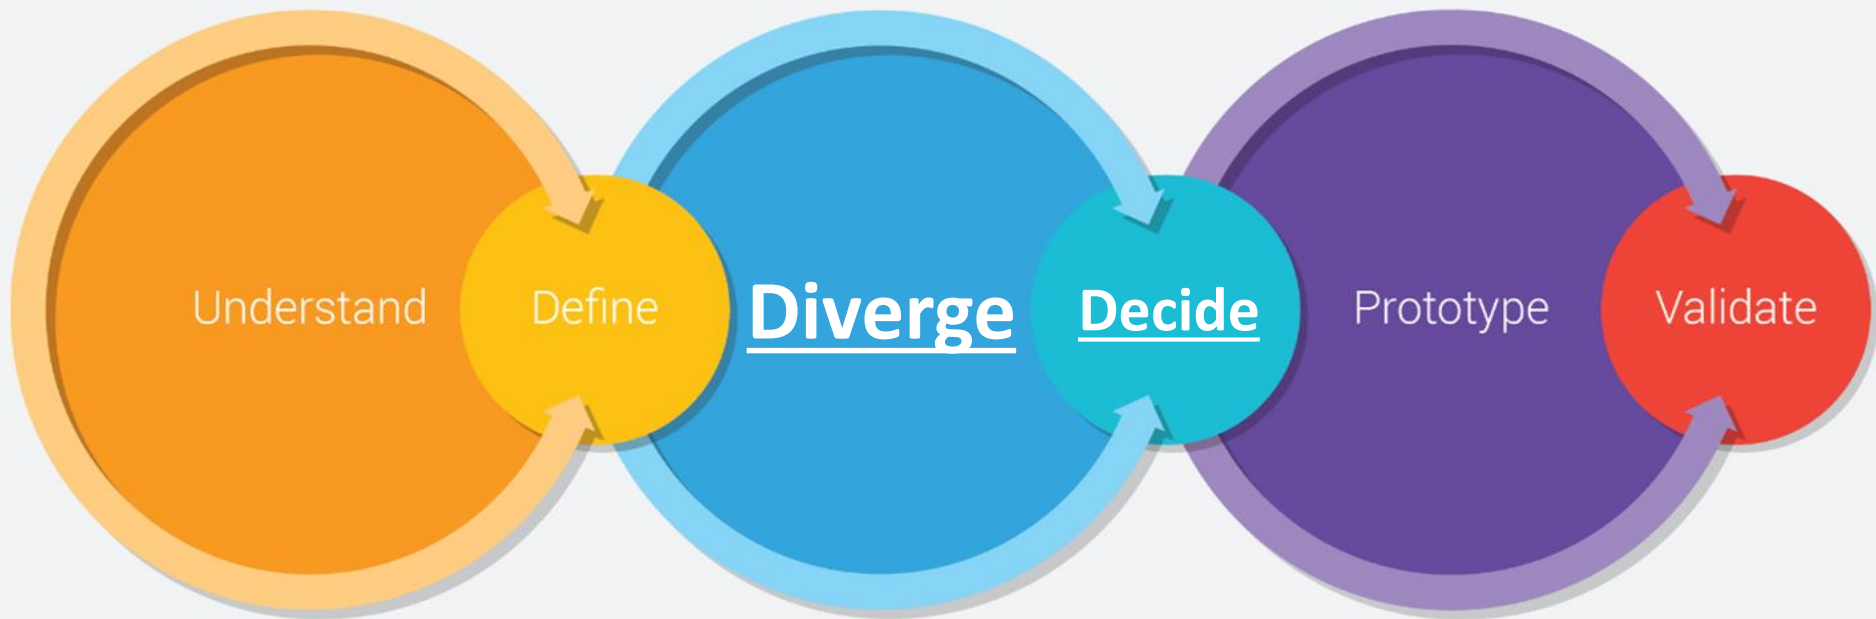 Understand
Define
Diverge
Decide
Prototype
Validate